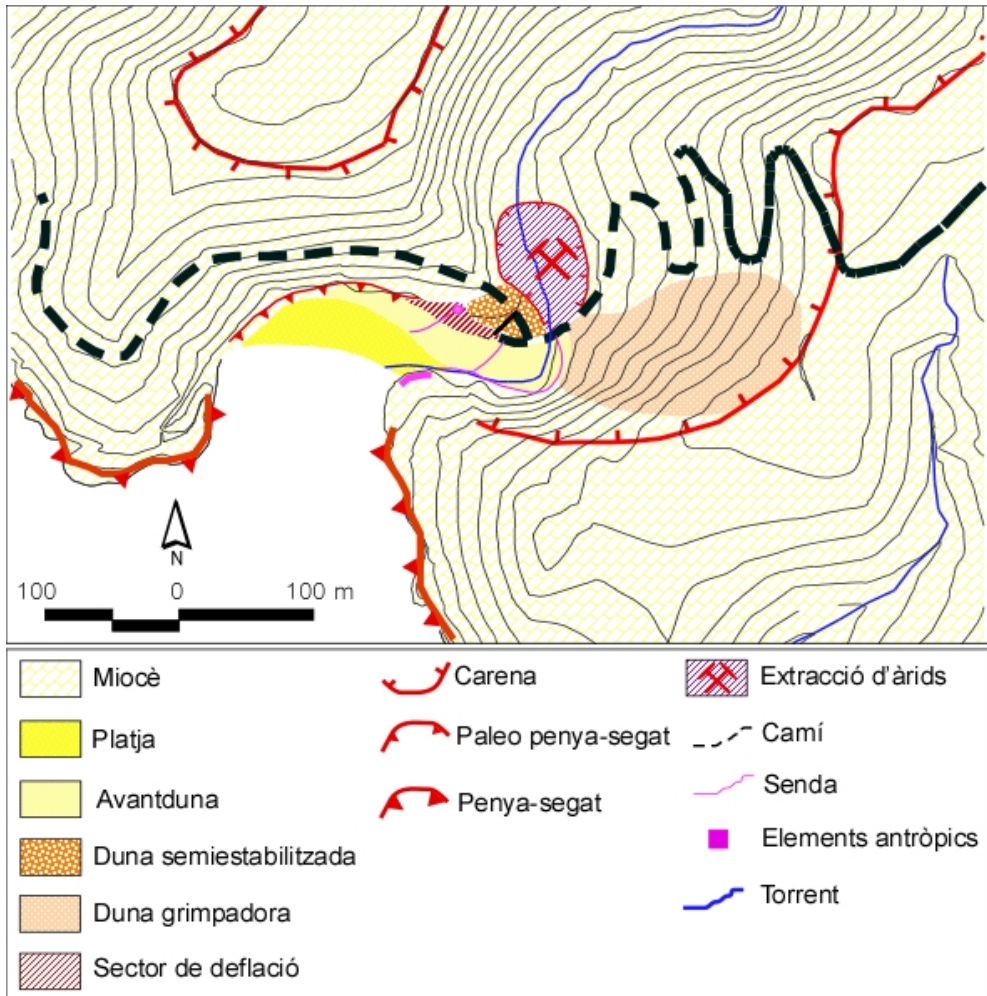 N
100 0 100 m
Miocè
Platja
Avantduna
Duna semiestabilitzada
Duna grimpadora
Sector de deflació
Carena
Paleo penya-segat
Penya-segat
Extracció d'àrids
Camí
Senda
Elements antròpics
Torrent